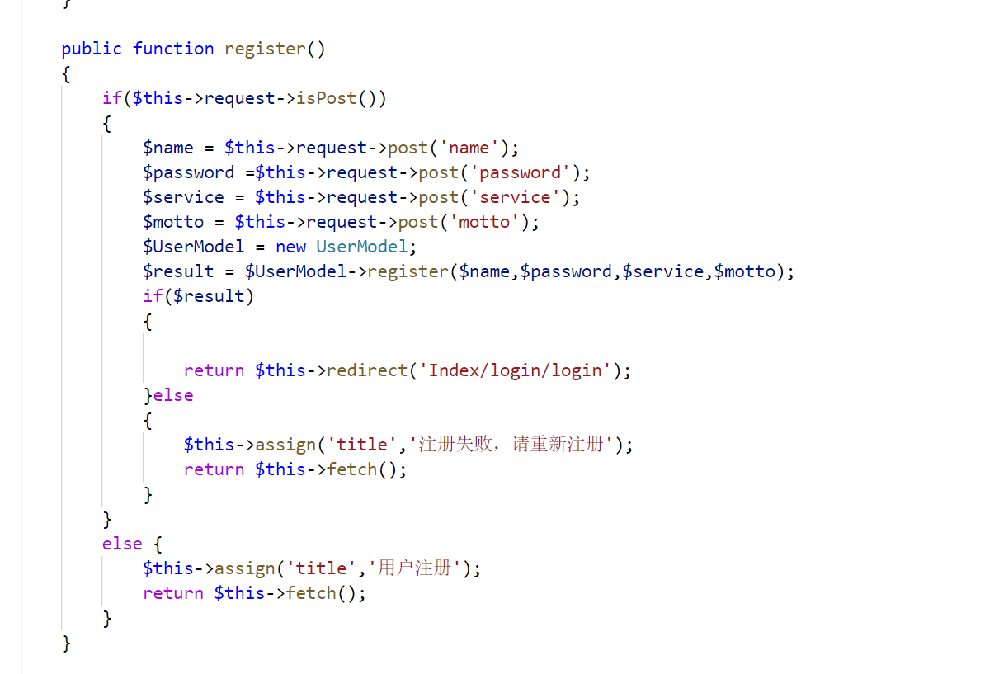 }
public function register()
{
if($this->request->isPost())
{
$name = $this->request->post('name');
$password =$this->request->post('password');
$service = $this->request->post('service');
$motto = $this->request->post('motto');
$UserModel = new UserModel;
$result = $UserModel->register($name,$password,$service,$motto);
if($result)
{
return $this->redirect('Index/login/login');
}else
{
$this->assign('title','注册失败，请重新注册');
return $this->fetch();
}
}
else {
$this->assign('title','用户注册');
return $this->fetch();
}
}